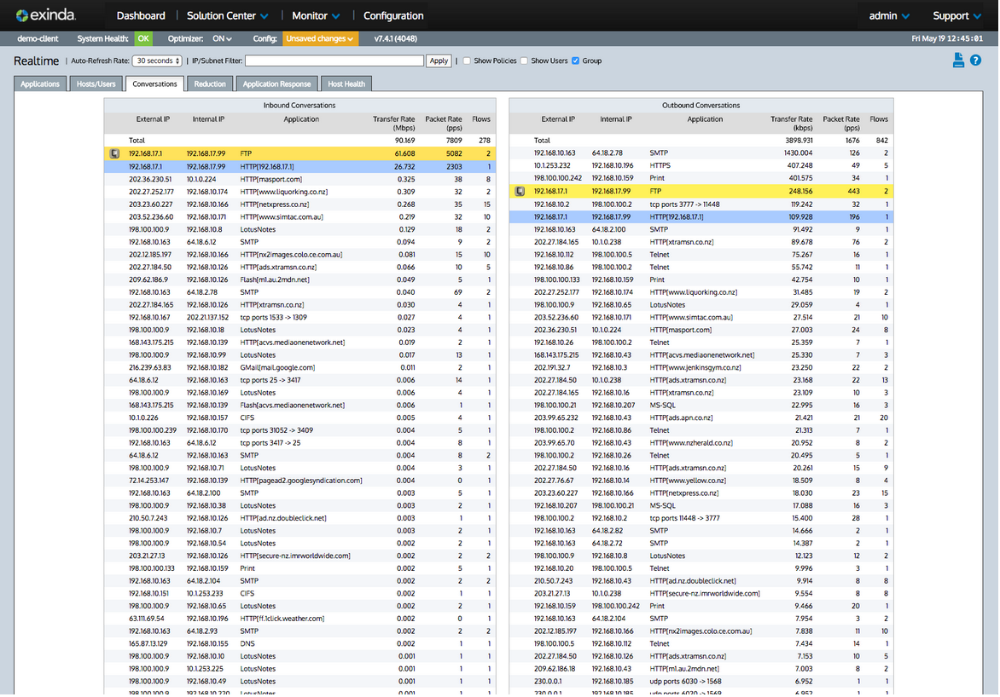 exinda.
Dashboard | Solution Center | Monitor | Configuration
admin Support
demo-client System Health: OK Optimizer: ON Config: Unsaved changes v7.4.1 (4048) Fri May 19 12:45:01
Realtime | Auto-Refresh Rate: 30 seconds | IP/Subnet Filter: Apply | Show Policies Show Users Group
Applications Hosts/Users Conversations Reduction Application Response Host Health
Inbound Conversations
External IP Internal IP Application Transfer Rate (Mbps) Packet Rate (pps) Flows
Total 90.169 7809 278
192.168.17.1 192.168.17.99 FTP 61.608 5082 2
192.168.17.1 192.168.17.99 HTTP[192.168.17.1] 26.732 2303 1
202.36.230.51 10.1.0.224 HTTP[masport.com] 0.325 38 8
202.27.252.177 192.168.10.174 HTTP[www.liquorking.co.nz] 0.309 32 2
203.23.60.227 192.168.10.166 HTTP[netxpress.co.nz] 0.268 35 15
203.52.236.60 192.168.10.171 HTTP[www.simtac.com.au] 0.219 32 10
198.100.100.9 192.168.10.8 LotusNotes 0.129 18 2
192.168.10.163 64.18.6.12 SMTP 0.094 9 2
202.12.185.197 192.168.10.166 HTTP[nx2images.colo.ce.com.au] 0.081 15 10
202.27.184.50 192.168.10.126 HTTP[ads.xtramsn.co.nz] 0.066 10 5
209.62.186.9 192.168.10.126 Flash[m1.au.2mdn.net] 0.049 5 1
192.168.10.163 64.18.2.78 SMTP 0.040 69 2
202.27.184.165 192.168.10.126 HTTP[xtramsn.co.nz] 0.030 4 1
192.168.10.167 202.21.137.152 tcp ports 1533 -> 1309 0.027 4 1
198.100.100.9 192.168.10.18 LotusNotes 0.023 4 1
168.143.175.215 192.168.10.139 HTTP[acvs.mediaonenetwork.net] 0.019 2 1
198.100.100.9 192.168.10.99 LotusNotes 0.017 13 1
216.239.63.83 192.168.10.182 GMail[mail.google.com] 0.011 2 1
64.18.6.12 192.168.10.163 tcp ports 25 -> 3417 0.006 14 1
198.100.100.9 192.168.10.169 LotusNotes 0.006 4 1
168.143.175.215 192.168.10.139 Flash[acvs.mediaonenetwork.net] 0.006 1 1
10.1.0.226 192.168.10.157 CIFS 0.005 4 1
198.100.100.239 192.168.10.170 tcp ports 31052 -> 3409 0.004 5 1
192.168.10.163 64.18.6.12 tcp ports 3417 -> 25 0.004 8 1
64.18.6.12 192.168.10.163 SMTP 0.004 8 2
198.100.100.9 192.168.10.71 LotusNotes 0.004 3 1
72.14.253.147 192.168.10.139 HTTP[pagead2.googlesyndication.com] 0.004 0 1
192.168.10.163 64.18.2.100 SMTP 0.003 5 1
198.100.100.9 192.168.10.38 LotusNotes 0.003 2 1
210.50.7.243 192.168.10.126 HTTP[ad.nz.doubleclick.net] 0.003 1 1
198.100.100.9 192.168.10.7 LotusNotes 0.003 2 1
198.100.100.9 192.168.10.54 LotusNotes 0.002 2 1
203.21.27.13 192.168.10.126 HTTP[secure-nz.imrworldwide.com] 0.002 2 2
198.100.100.133 192.168.10.159 Print 0.002 5 1
192.168.10.163 64.18.2.104 SMTP 0.002 2 2
192.168.10.151 10.1.253.233 CIFS 0.002 1 1
198.100.100.9 192.168.10.65 LotusNotes 0.002 2 1
63.111.69.54 192.168.10.196 HTTP[ff.1click.weather.com] 0.002 0 1
192.168.10.163 64.18.2.93 SMTP 0.002 2 2
165.87.13.129 192.168.10.155 DNS 0.002 1 1
198.100.100.9 192.168.10.10 LotusNotes 0.001 1 1
198.100.100.9 10.1.253.225 LotusNotes 0.001 1 1
198.100.100.9 192.168.10.49 LotusNotes 0.001 1 1
198.100.100.9 192.168.10.220 LotusNotes 0.001 1 1
Outbound Conversations
External IP Internal IP Application Transfer Rate (kbps) Packet Rate (pps) Flows
Total 3898.931 1676 842
192.168.10.163 64.18.2.78 SMTP 1430.004 126 2
10.1.253.232 192.168.10.196 HTTPS 407.248 49 5
198.100.100.242 192.168.10.159 Print 401.575 34 1
192.168.17.1 192.168.17.99 FTP 248.156 443 2
192.168.10.2 198.100.100.2 tcp ports 3777 -> 11448 119.242 32 1
192.168.17.1 192.168.17.99 HTTP[192.168.17.1] 109.928 196 1
192.168.10.163 64.18.2.100 SMTP 91.492 9 1
202.27.184.165 10.1.0.238 HTTP[xtramsn.co.nz] 89.678 76 2
192.168.10.112 198.100.100.5 Telnet 75.267 16 1
192.168.10.86 198.100.100.2 Telnet 55.742 11 1
198.100.100.133 192.168.10.159 Print 42.754 10 1
202.27.252.177 192.168.10.174 HTTP[www.liquorking.co.nz] 31.485 19 2
198.100.100.9 192.168.10.65 LotusNotes 29.059 4 1
203.52.236.60 192.168.10.171 HTTP[www.simtac.com.au] 27.514 21 10
202.36.230.51 10.1.0.224 HTTP[masport.com] 27.003 24 8
192.168.10.26 198.100.100.2 Telnet 25.359 7 1
168.143.175.215 192.168.10.43 HTTP[acvs.mediaonenetwork.net] 25.330 7 3
202.191.32.7 192.168.10.3 HTTP[www.jenkinsgym.co.nz] 23.250 22 2
202.27.184.50 10.1.0.238 HTTP[ads.xtramsn.co.nz] 23.168 22 13
202.27.184.165 192.168.10.16 HTTP[xtramsn.co.nz] 23.109 10 3
198.100.100.21 192.168.10.207 MS-SQL 22.995 16 3
203.99.65.232 192.168.10.43 HTTP[ads.apn.co.nz] 21.421 21 20
198.100.100.2 192.168.10.86 Telnet 21.313 7 1
203.99.65.70 192.168.10.43 HTTP[www.nzherald.co.nz] 20.952 8 2
198.100.100.2 192.168.10.26 Telnet 20.495 5 1
202.27.184.50 192.168.10.16 HTTP[ads.xtramsn.co.nz] 20.261 15 9
202.27.76.67 192.168.10.14 HTTP[www.yellow.co.nz] 18.509 8 4
203.23.60.227 192.168.10.166 HTTP[netxpress.co.nz] 18.030 23 15
192.168.10.207 198.100.100.21 MS-SQL 17.088 16 3
198.100.100.2 192.168.10.2 tcp ports 11448 -> 3777 15.400 28 1
192.168.10.163 64.18.2.82 SMTP 14.666 2 1
192.168.10.163 64.18.2.72 SMTP 14.387 2 1
198.100.100.9 192.168.10.8 LotusNotes 12.123 12 2
192.168.10.20 198.100.100.5 Telnet 9.996 3 1
210.50.7.243 192.168.10.43 HTTP[ad.nz.doubleclick.net] 9.914 8 8
203.21.27.13 10.1.0.238 HTTP[secure-nz.imrworldwide.com] 9.554 8 8
192.168.10.159 198.100.100.242 Print 9.466 20 1
192.168.10.163 64.18.2.104 SMTP 7.954 3 2
202.12.185.197 192.168.10.166 HTTP[nx2images.colo.ce.com.au] 7.838 11 10
198.100.100.5 192.168.10.112 Telnet 7.434 14 1
202.27.184.50 192.168.10.126 HTTP[ads.xtramsn.co.nz] 7.153 10 5
209.62.186.18 192.168.10.43 HTTP[m1.au.2mdn.net] 7.003 8 2
230.0.0.1 192.168.10.185 udp ports 6030 -> 1568 6.952 1 1
230.0.0.1 192.168.10.185 udp ports 6020 -> 1569 6.952 1 1